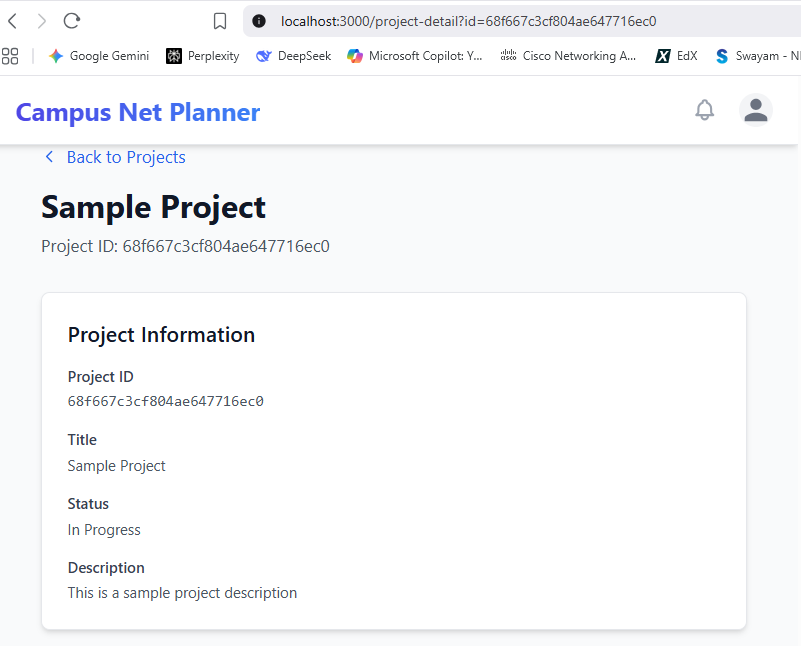 localhost:3000/project-detail?id=68f667c3cf804ae647716ec0
Google Gemini Perplexity DeepSeek Microsoft Copilot: Y... Cisco Networking A... EdX Swayam - N
Campus Net Planner
Back to Projects
Sample Project
Project ID: 68f667c3cf804ae647716ec0
Project Information
Project ID
68f667c3cf804ae647716ec0
Title
Sample Project
Status
In Progress
Description
This is a sample project description